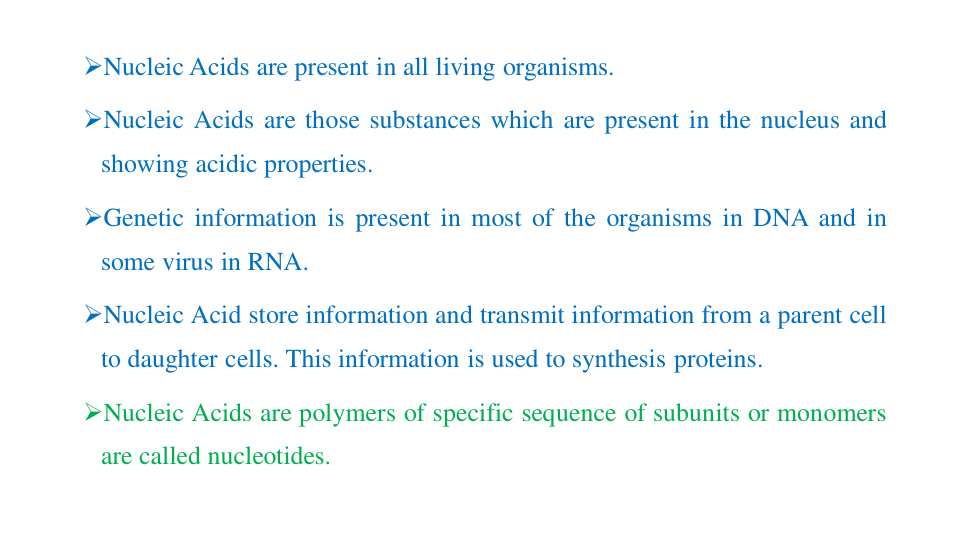 ➢Nucleic Acids are present in all living organisms.
➢Nucleic Acids are those substances which are present in the nucleus and
showing acidic properties.
➢Genetic information is present in most of the organisms in DNA and in
some virus in RNA.
➢Nucleic Acid store information and transmit information from a parent cell
to daughter cells. This information is used to synthesis proteins.
➢Nucleic Acids are polymers of specific sequence of subunits or monomers
are called nucleotides.